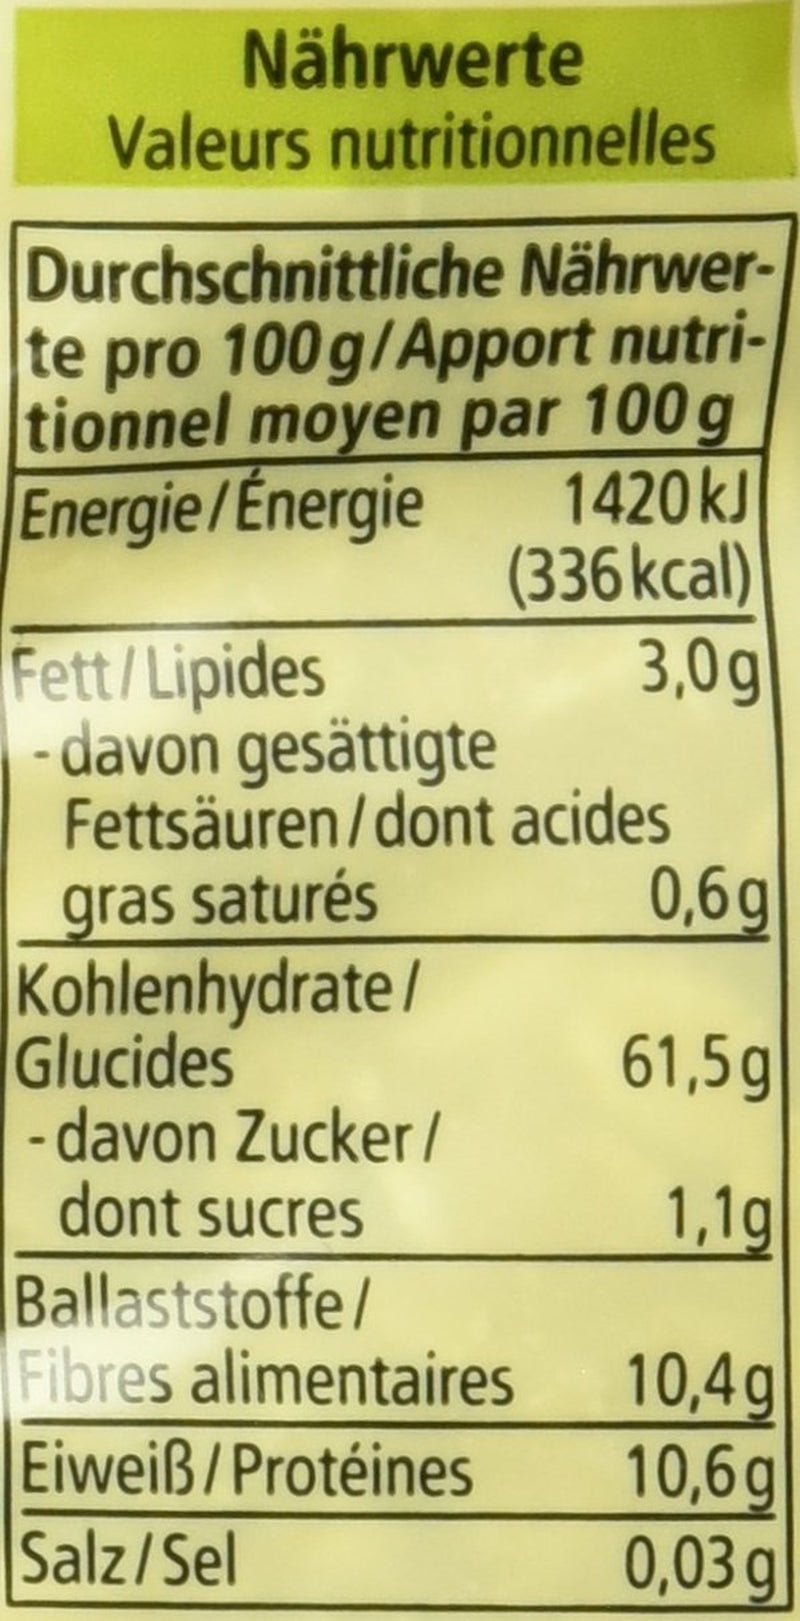 Nährwerte
Valeurs nutritionnelles
Durchschnittliche Nährwer-
te pro 100g/Apport nutri-
tionnel moyen par 100g
Energie/Énergie 1420kJ
(336kcal)
Fett/Lipides 3,0g
- davon gesättigte
Fettsäuren/dont acides
gras saturés 0,6g
Kohlenhydrate/
Glucides 61,5g
- davon Zucker/
dont sucres 1,1g
Ballaststoffe/
Fibres alimentaires 10,4g
Eiweiß/Protéines 10,6g
Salz/Sel 0,03g